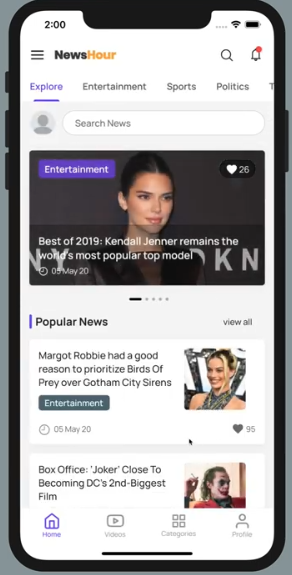 2:00
NewsHour
Explore Entertainment Sports Politics T
Search News
Entertainment
26
Best of 2019: Kendall Jenner remains the
world's most popular top model
05 May 20
NY DKN
Popular News
view all
Margot Robbie had a good
reason to prioritize Birds Of
Prey over Gotham City Sirens
Entertainment
05 May 20
95
Box Office: 'Joker' Close To
Becoming DC's 2nd-Biggest
Film
Home Videos Categories Profile